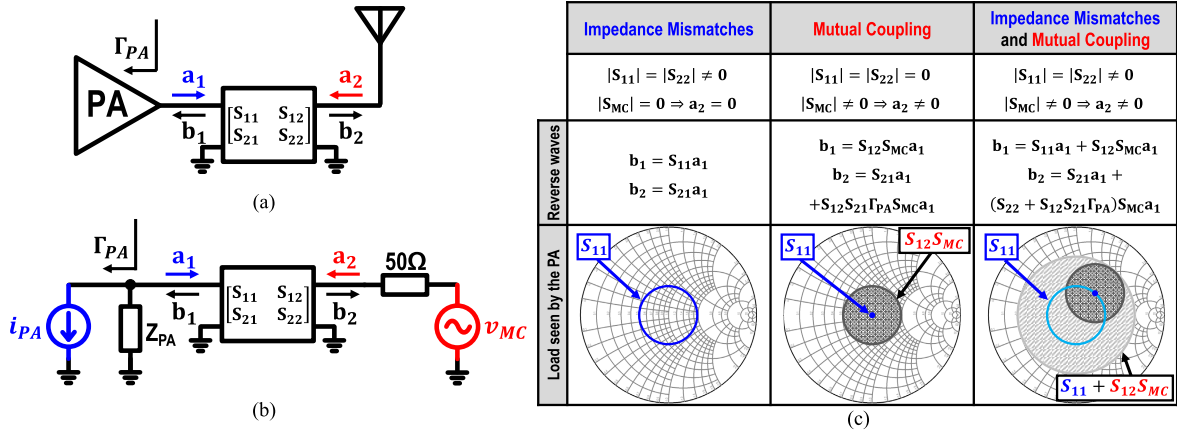 Γ_PA
PA
a₁
b₁
S₁₁ S₁₂
S₂₁ S₂₂
a₂
b₂
(a)
Γ_PA
i_PA
Z_PA
a₁
b₁
S₁₁ S₁₂
S₂₁ S₂₂
a₂
b₂
50Ω
v_MC
(b)
Impedance Mismatches
Mutual Coupling
Impedance Mismatches
and Mutual Coupling
|S₁₁| = |S₂₂| ≠ 0
|S_MC| = 0 ⇒ a₂ = 0
|S₁₁| = |S₂₂| = 0
|S_MC| ≠ 0 ⇒ a₂ ≠ 0
|S₁₁| = |S₂₂| ≠ 0
|S_MC| ≠ 0 ⇒ a₂ ≠ 0
Reverse waves
b₁ = S₁₁a₁
b₂ = S₂₁a₁
b₁ = S₁₂S_MCa₁
b₂ = S₂₁a₁
+S₁₂S₂₁Γ_PAS_MCa₁
b₁ = S₁₁a₁ + S₁₂S_MCa₁
b₂ = S₂₁a₁ +
(S₂₂ + S₁₂S₂₁Γ_PA)S_MCa₁
Load seen by the PA
S₁₁
S₁₁
S₁₂S_MC
S₁₁
S₁₁ + S₁₂S_MC
(c)